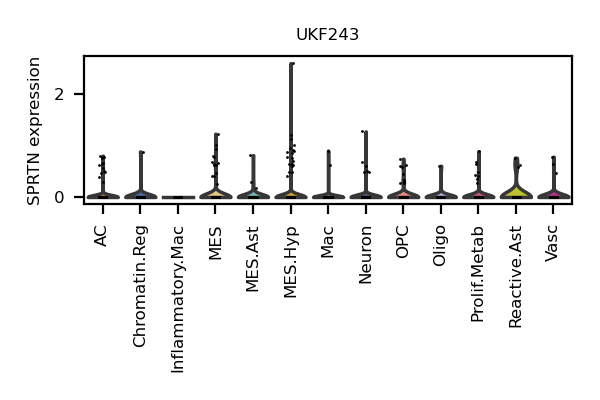 UKF243
SPRTN expression
2
0
AC
Chromatin.Reg
Inflammatory.Mac
MES
MES.Ast
MES.Hyp
Mac
Neuron
OPC
Oligo
Prolif.Metab
Reactive.Ast
Vasc